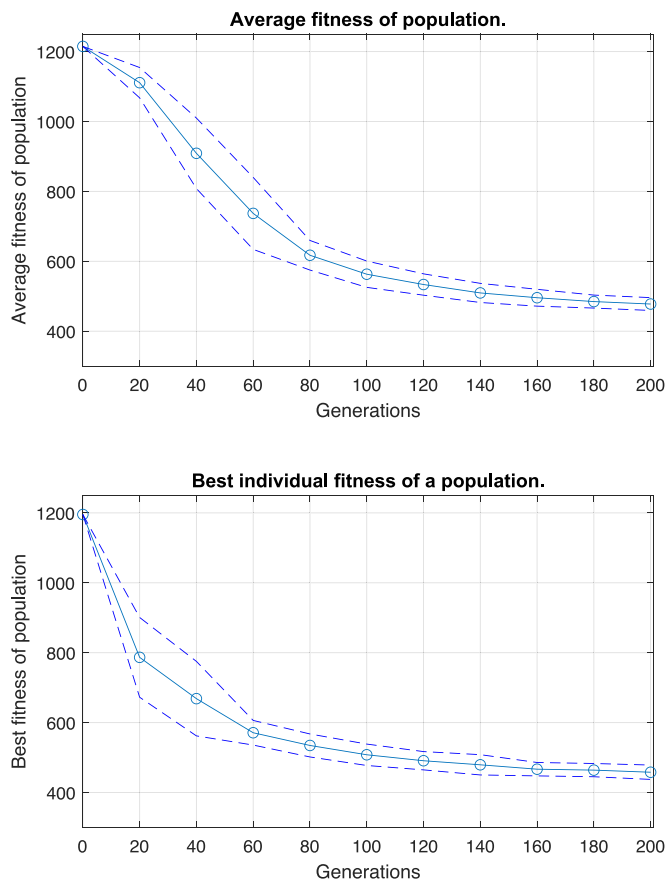 Average fitness of population.
Average fitness of population
1200
1000
800
600
400
0 20 40 60 80 100 120 140 160 180 200
Generations
Best individual fitness of a population.
Best fitness of population
1200
1000
800
600
400
0 20 40 60 80 100 120 140 160 180 200
Generations